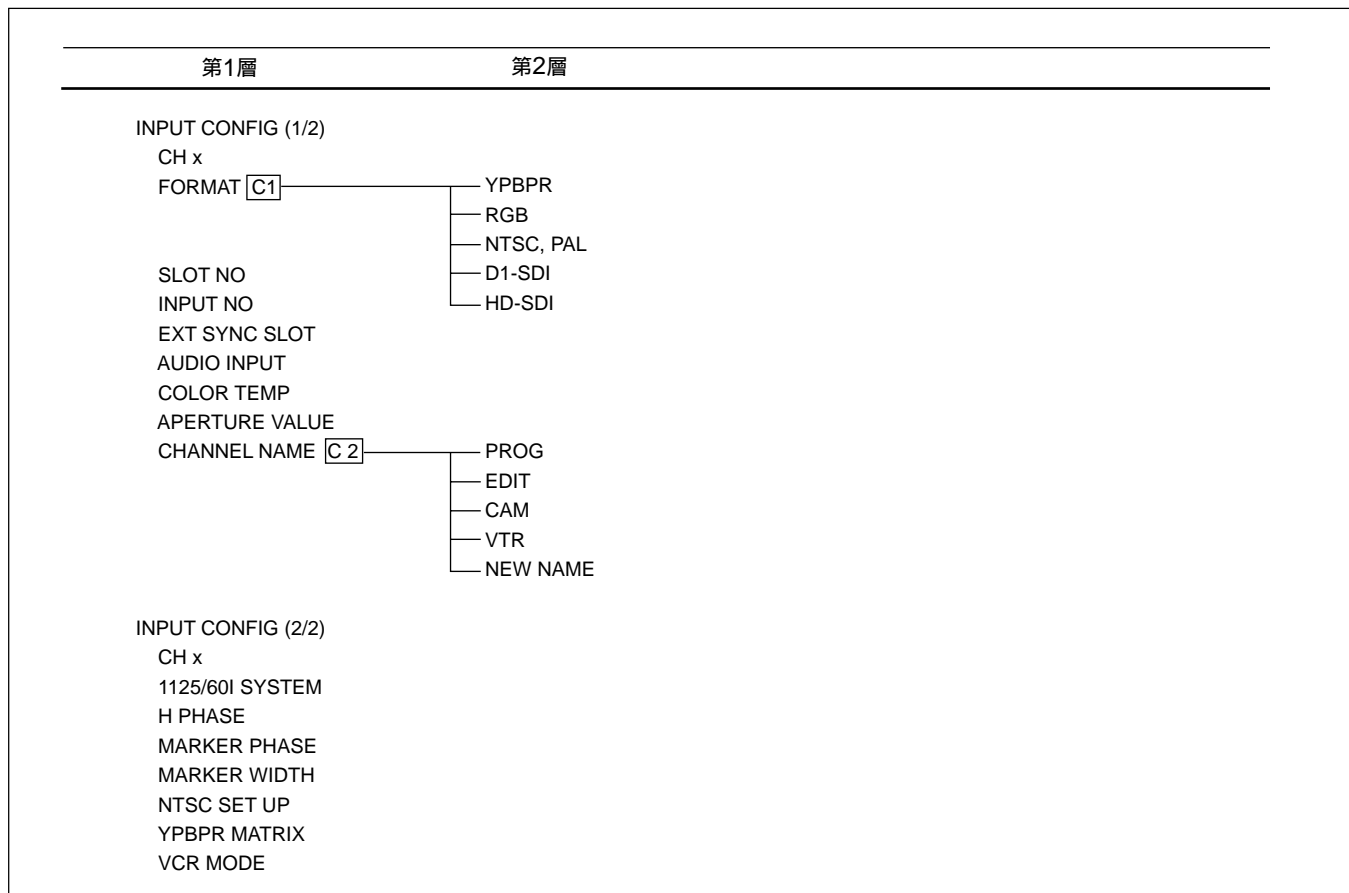 第1層 第2層
INPUT CONFIG (1/2)
CH x
FORMAT C1 YPBPR
RGB
NTSC, PAL
SLOT NO D1-SDI
INPUT NO HD-SDI
EXT SYNC SLOT
AUDIO INPUT
COLOR TEMP
APERTURE VALUE
CHANNEL NAME C 2 PROG
EDIT
CAM
VTR
NEW NAME
INPUT CONFIG (2/2)
CH x
1125/60I SYSTEM
H PHASE
MARKER PHASE
MARKER WIDTH
NTSC SET UP
YPBPR MATRIX
VCR MODE